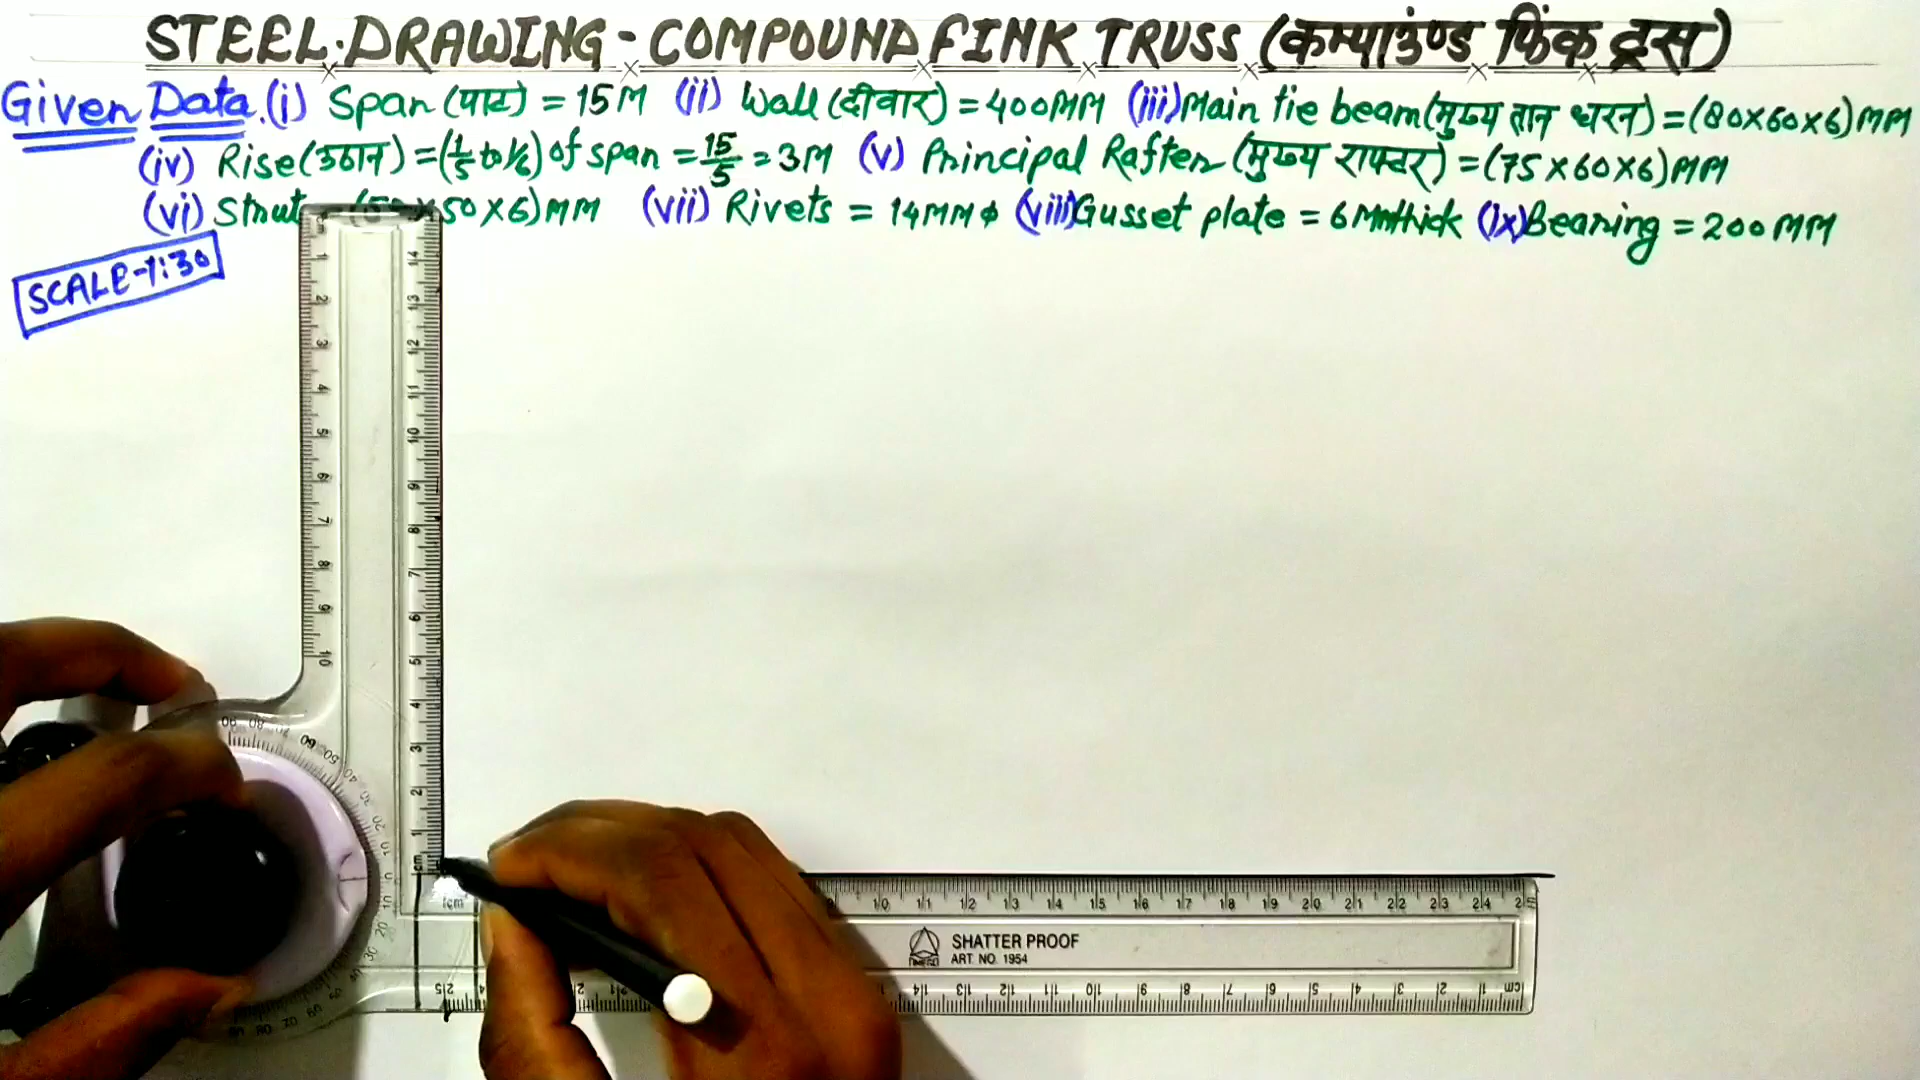 STEEL.DRAWING - COMPOUND FINK TRUSS (कम्पाउण्ड फिंक ट्रस)
Given Data. (i) Span (पाट) = 15M (ii) Wall (दीवार) = 400MM (iii) Main tie beam (मुख्य तान धरन) = (80x60x6)MM
(iv) Rise (उठान) = (1/5 to 1/6) of span = 15/5 = 3M (v) Principal Rafter (मुख्य राफ्टर) = (75x60x6)MM
(vi) Strut = x50x6)MM (vii) Rivets = 14MMϕ (viii) Gusset plate = 6MMthick (ix) Bearing = 200MM
SCALE-1:30
SHATTER PROOF
ART. NO. 1954